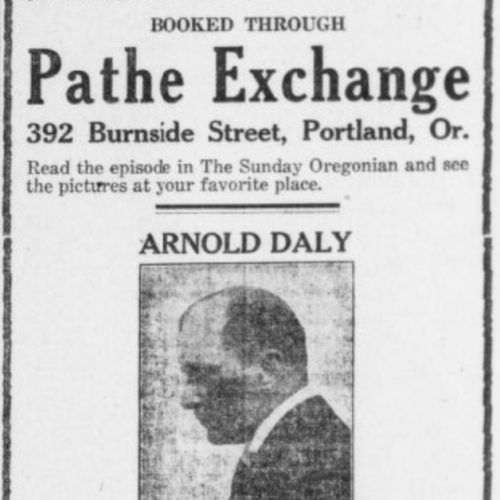 BOOKED THROUGH
Pathe Exchange
392 Burnside Street, Portland, Or.
Read the episode in The Sunday Oregonian and see
the pictures at your favorite place.
ARNOLD DALY